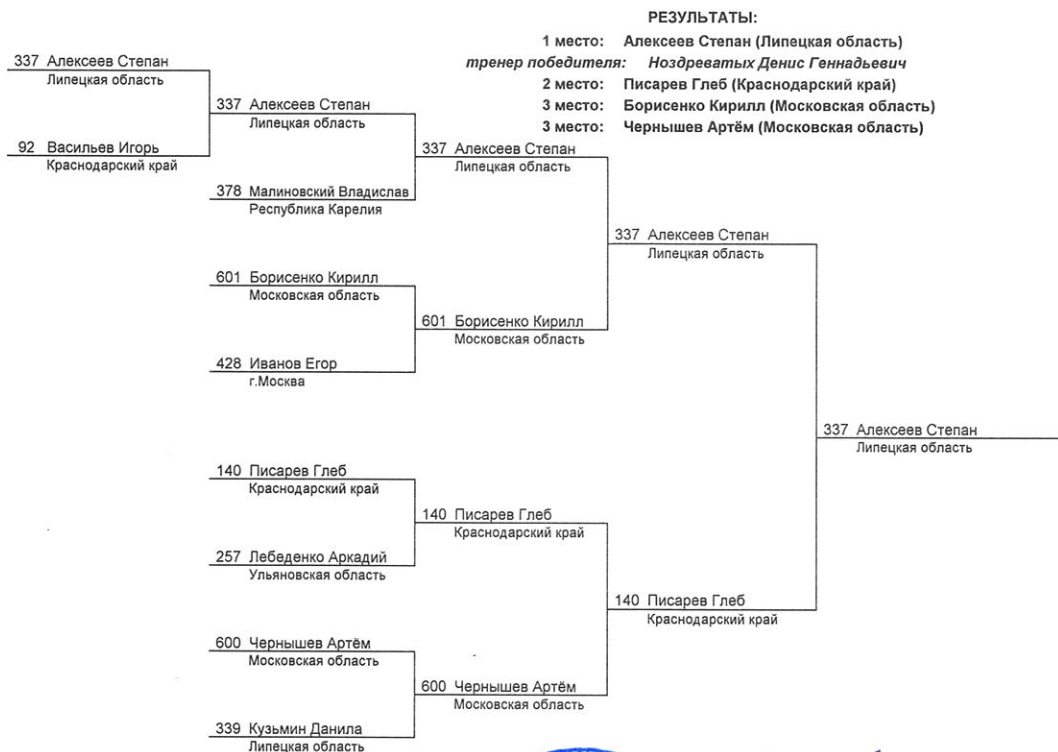 РЕЗУЛЬТАТЫ:
1 место: Алексеев Степан (Липецкая область)
тренер победителя: Ноздреватых Денис Геннадьевич
2 место: Писарев Глеб (Краснодарский край)
3 место: Борисенко Кирилл (Московская область)
3 место: Чернышев Артём (Московская область)
337 Алексеев Степан
Липецкая область
92 Васильев Игорь
Краснодарский край
337 Алексеев Степан
Липецкая область
378 Малиновский Владислав
Республика Карелия
601 Борисенко Кирилл
Московская область
428 Иванов Егор
г.Москва
140 Писарев Глеб
Краснодарский край
257 Лебеденко Аркадий
Ульяновская область
600 Чернышев Артём
Московская область
339 Кузьмин Данила
Липецкая область
337 Алексеев Степан
Липецкая область
601 Борисенко Кирилл
Московская область
140 Писарев Глеб
Краснодарский край
600 Чернышев Артём
Московская область
337 Алексеев Степан
Липецкая область
140 Писарев Глеб
Краснодарский край
337 Алексеев Степан
Липецкая область